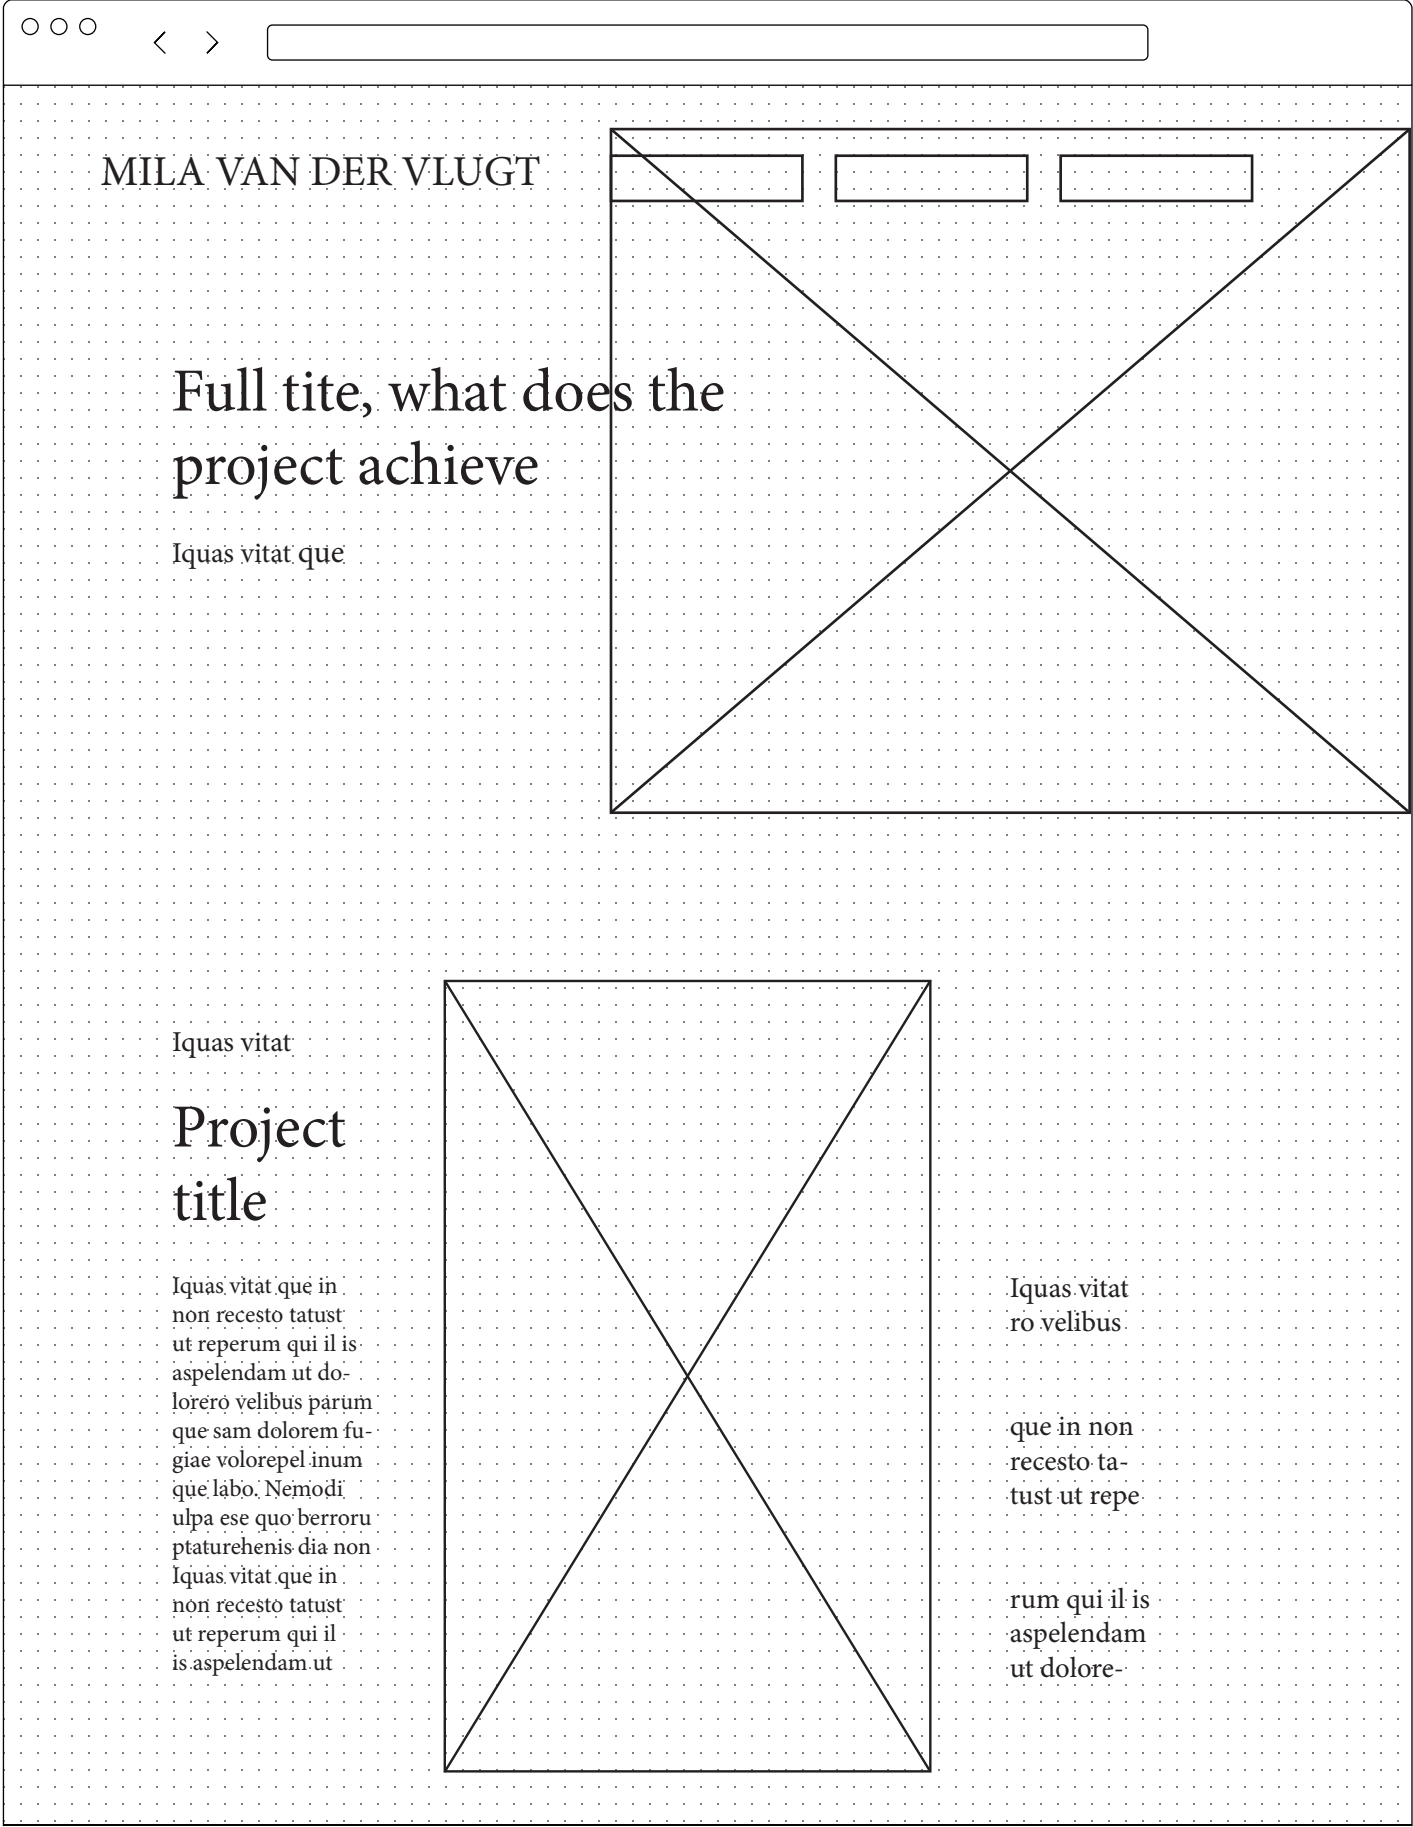 MILA VAN DER VLUGT
Full tite, what does the
project achieve
Iquas vitat que
Iquas vitat
Project
title
Iquas vitat que in
non recesto tatust
ut reperum qui il is
aspelendam ut do-
lorero velibus parum
que sam dolorem fu-
giae volorepel inum
que labo. Nemodi
ulpa ese quo berroru
ptaturehenis dia non
Iquas vitat que in
non recesto tatust
ut reperum qui il
is aspelendam ut
Iquas vitat
ro velibus
que in non
recesto ta-
tust ut repe
rum qui il is
aspelendam
ut dolore-